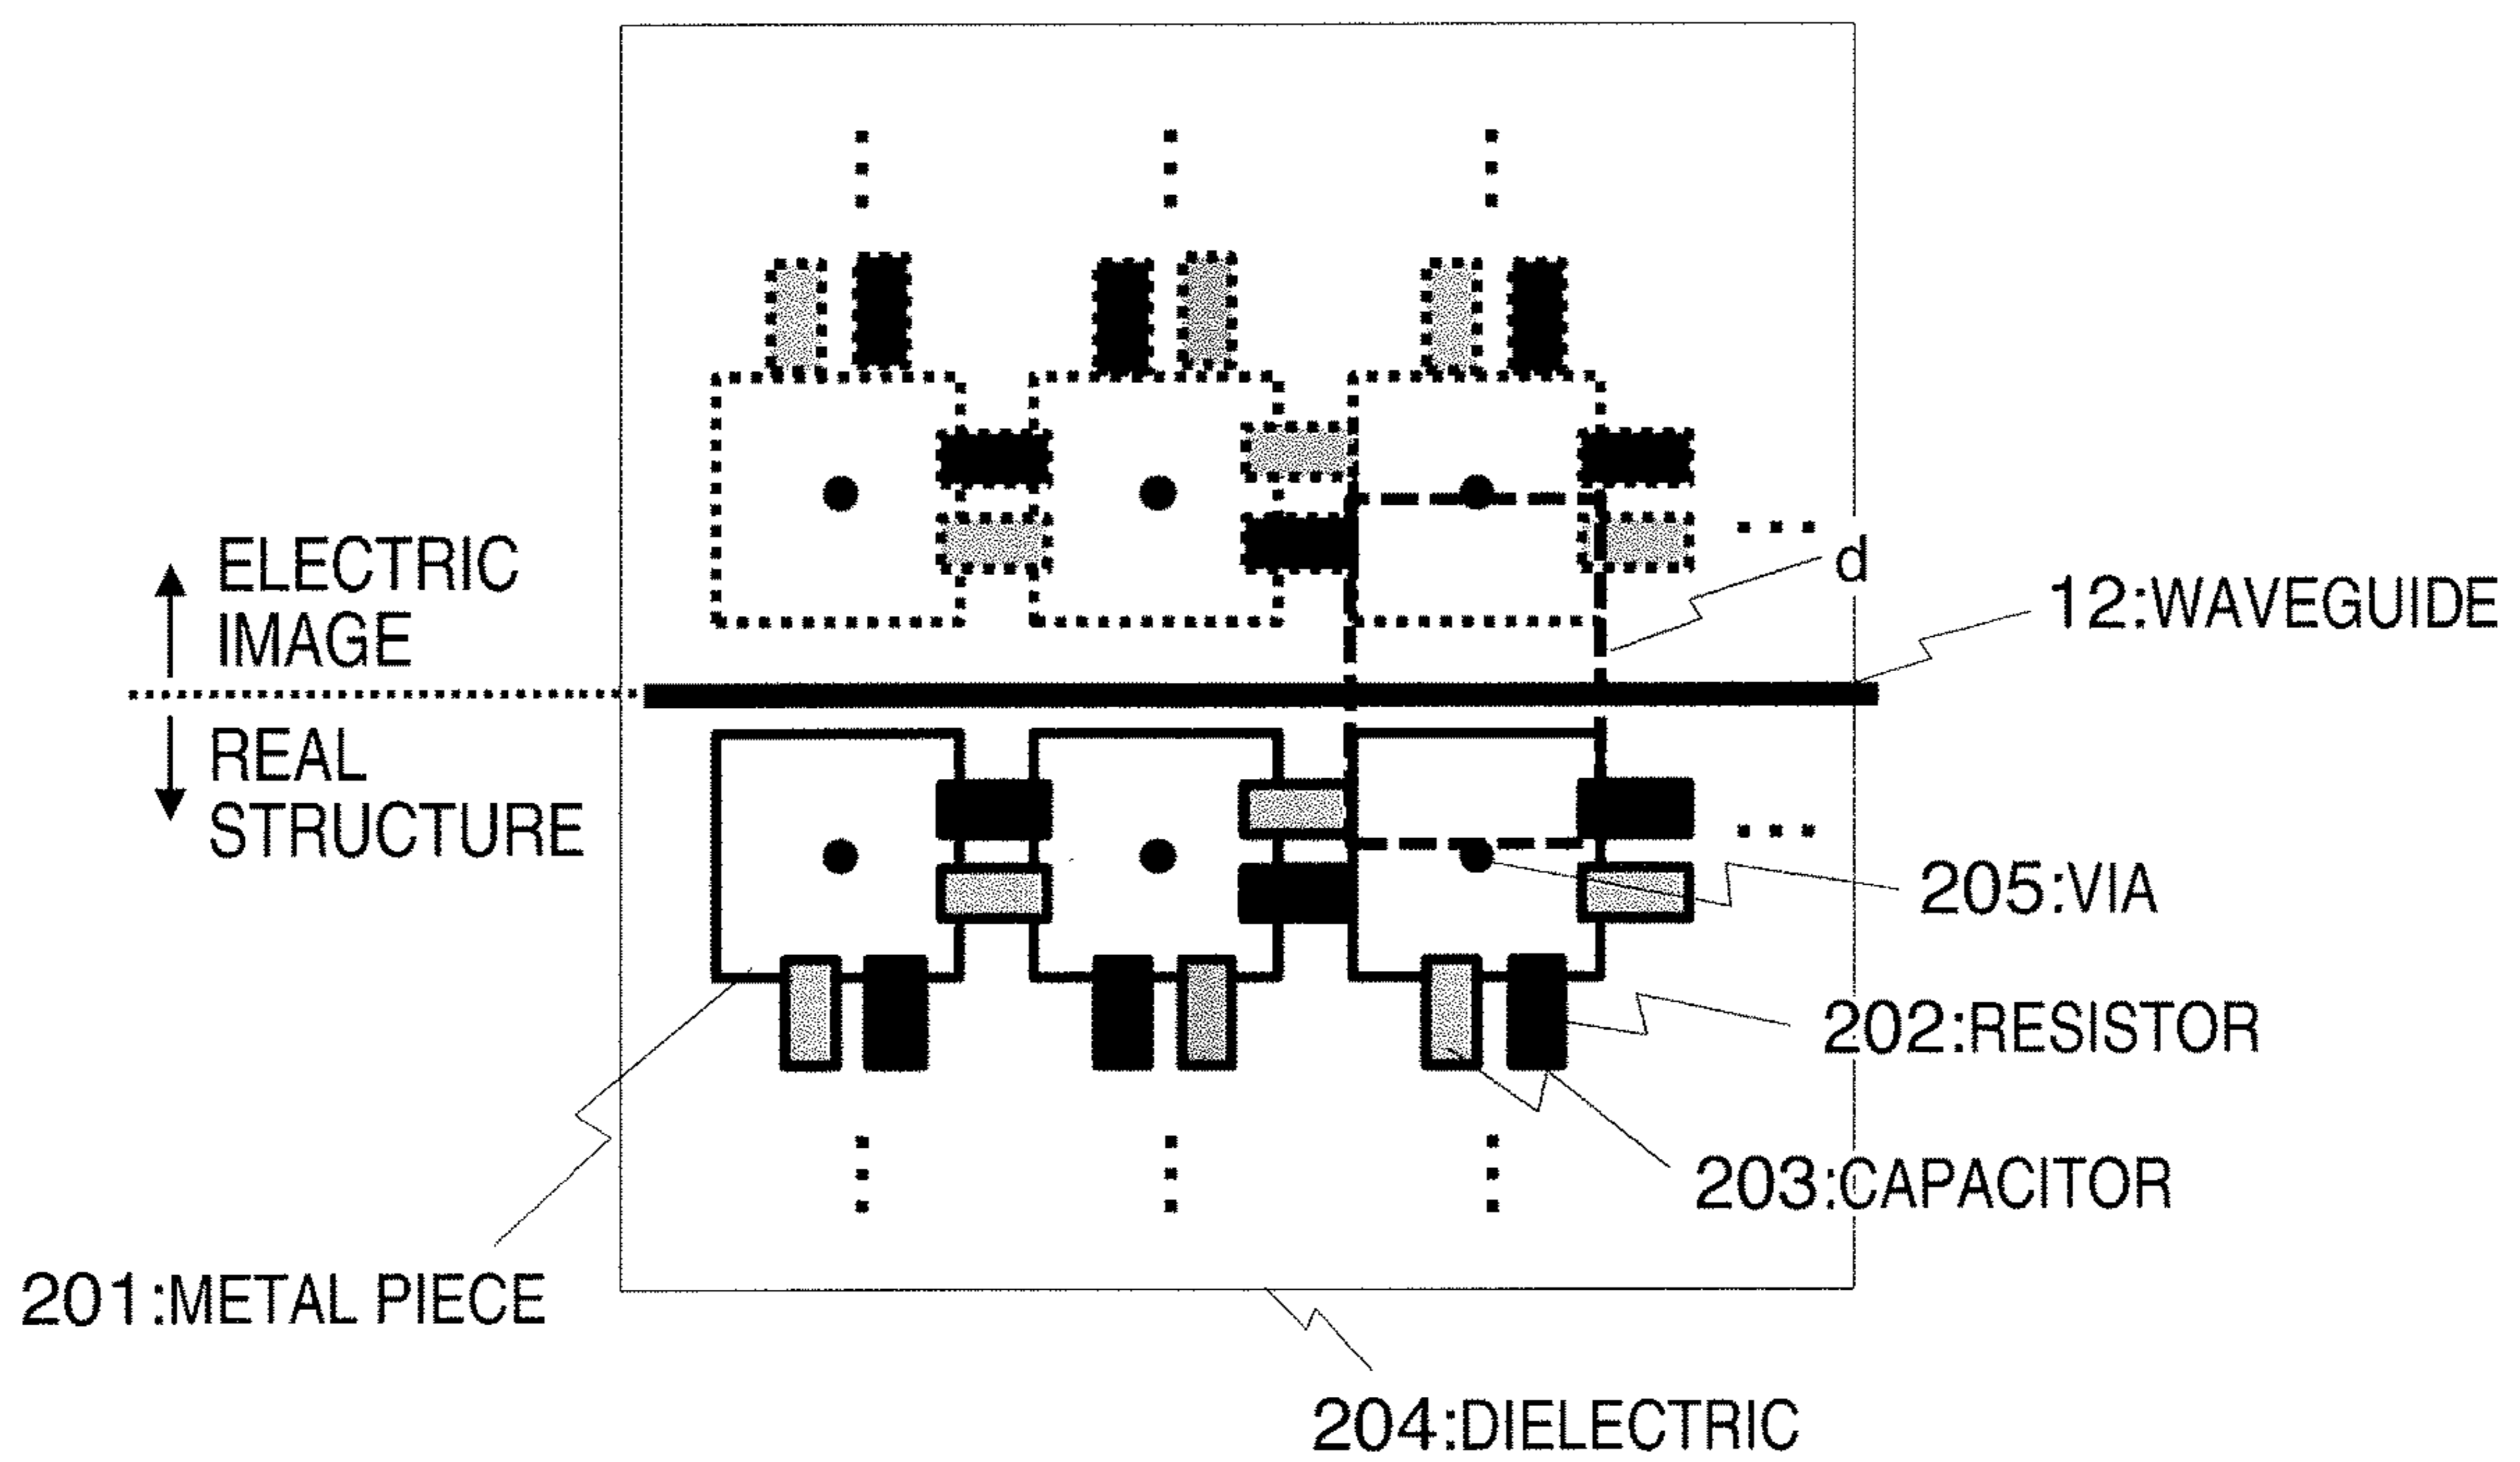 ELECTRIC
IMAGE
REAL
STRUCTURE
d
12:WAVEGUIDE
205:VIA
202:RESISTOR
203:CAPACITOR
201:METAL PIECE
204:DIELECTRIC